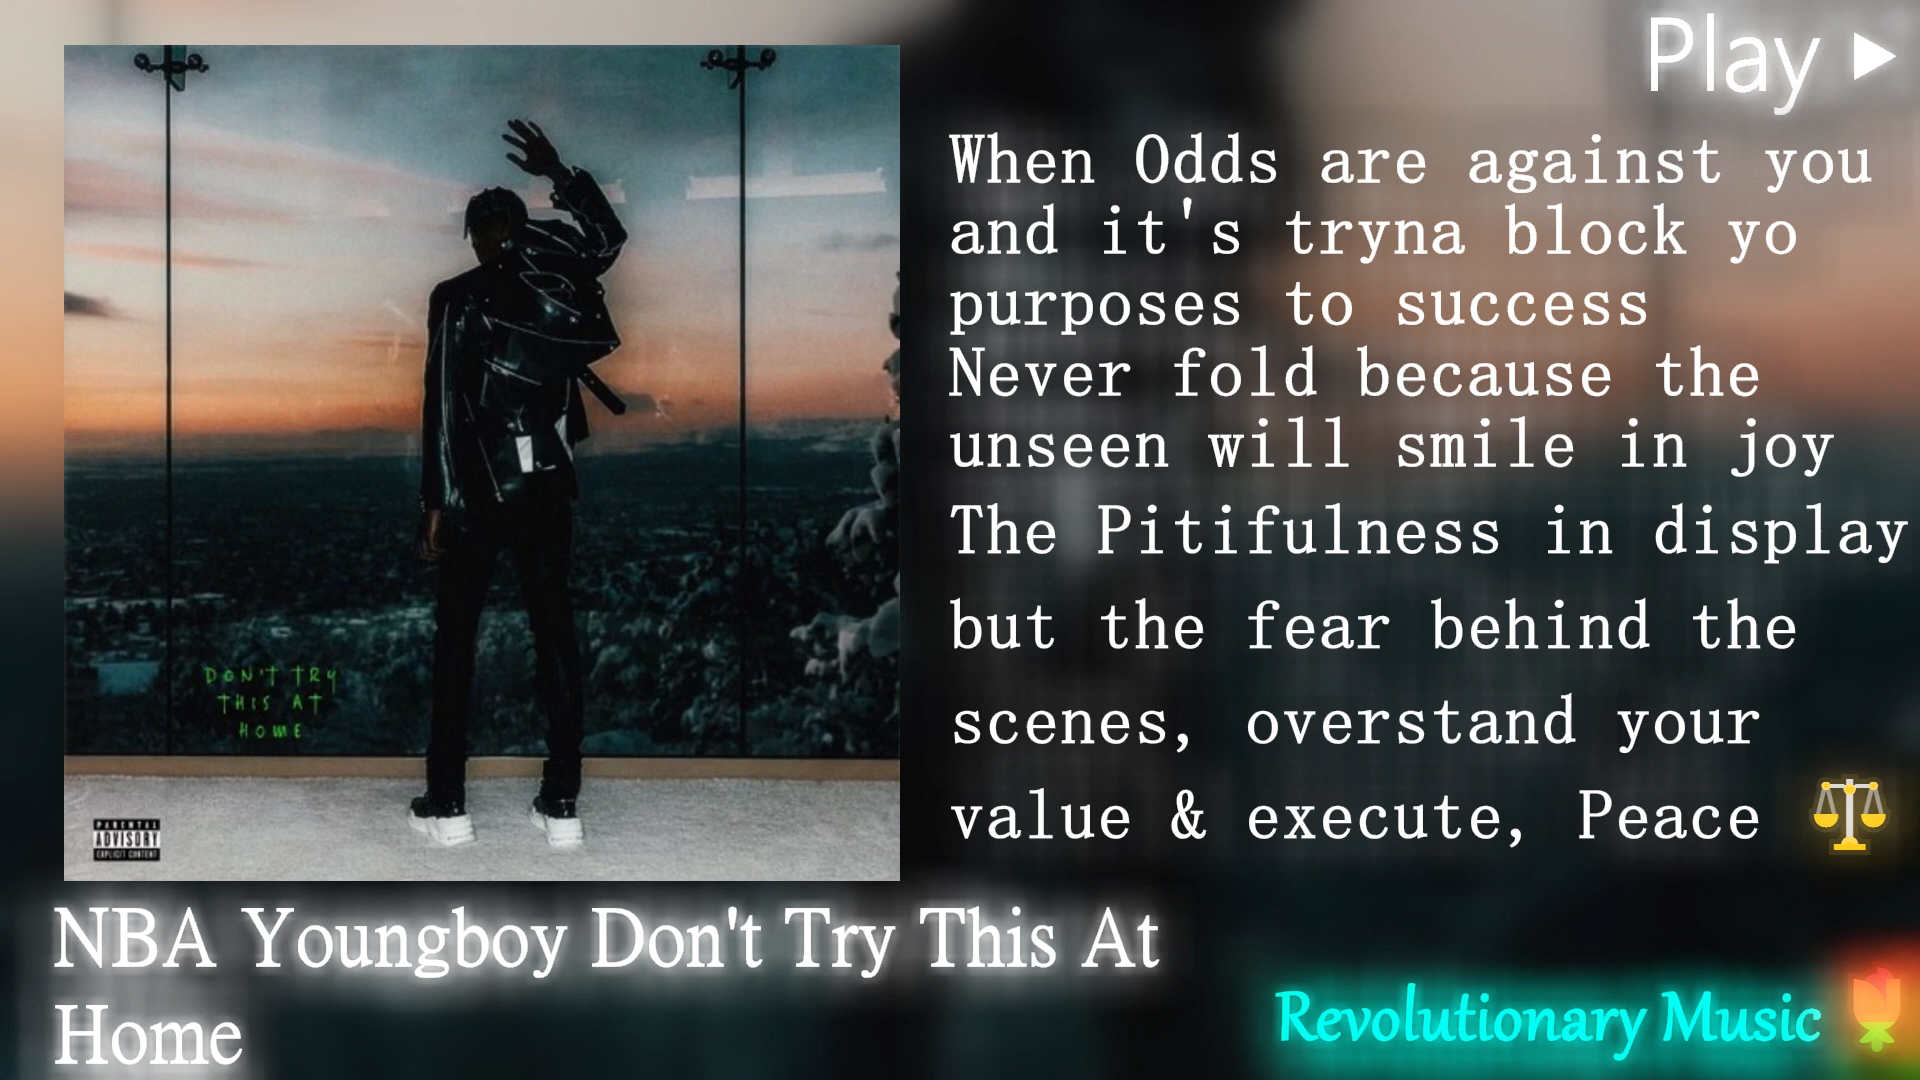 Play
When Odds are against you
and it's tryna block yo
purposes to success
Never fold because the
unseen will smile in joy
The Pitifulness in display
but the fear behind the
scenes, overstand your
value & execute, Peace
DON'T TRY
THIS AT
HOME
PARENTAL
ADVISORY
EXPLICIT CONTENT
NBA Youngboy Don't Try This At
Home
Revolutionary Music